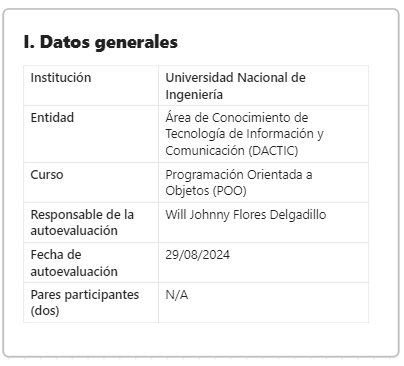 I. Datos generales
Institución
Universidad Nacional de
Ingeniería
Entidad
Área de Conocimiento de
Tecnología de Información y
Comunicación (DACTIC)
Curso
Programación Orientada a
Objetos (POO)
Responsable de la
autoevaluación
Will Johnny Flores Delgadillo
Fecha de
autoevaluación
29/08/2024
Pares participantes
(dos)
N/A